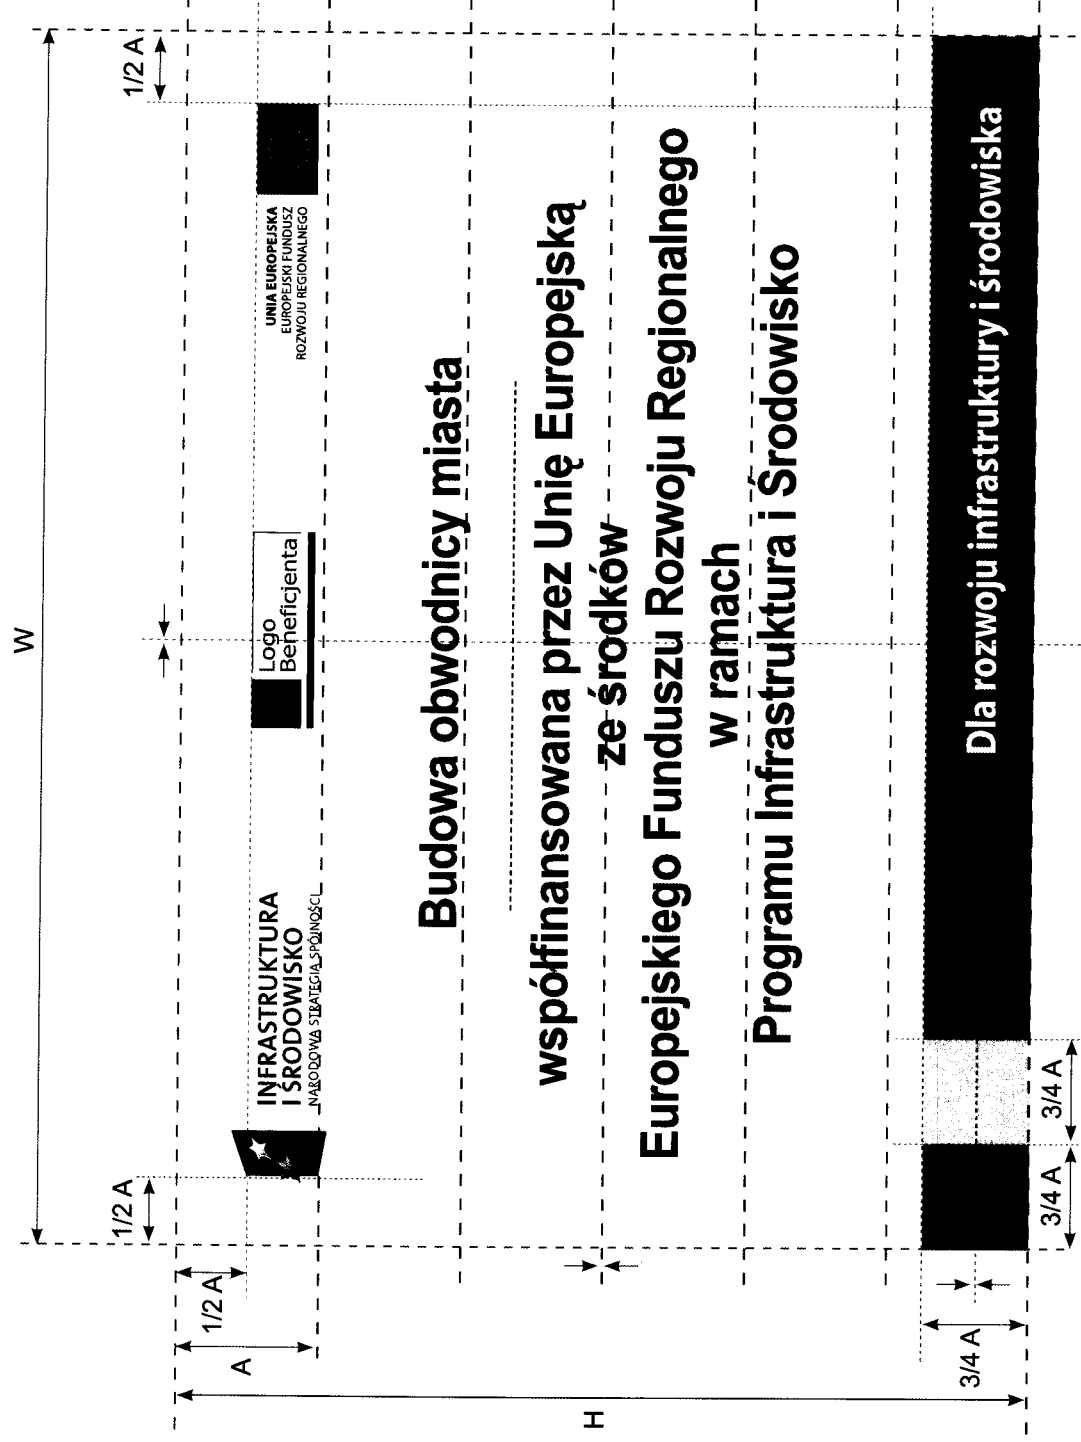 W
1/2 A
1/2 A
1/2 A
A
H
INFRASTRUKTURA
I ŚRODOWISKO
NARODOWA STRATEGIA SPÓJNOŚCI
Logo
Beneficjenta
UNIA EUROPEJSKA
EUROPEJSKI FUNDUSZ
ROZWOJU REGIONALNEGO
Budowa obwodnicy miasta
współfinansowana przez Unię Europejską
ze środków
Europejskiego Funduszu Rozwoju Regionalnego
w ramach
Programu Infrastruktura i Środowisko
Dla rozwoju infrastruktury i środowiska
3/4 A
3/4 A
3/4 A